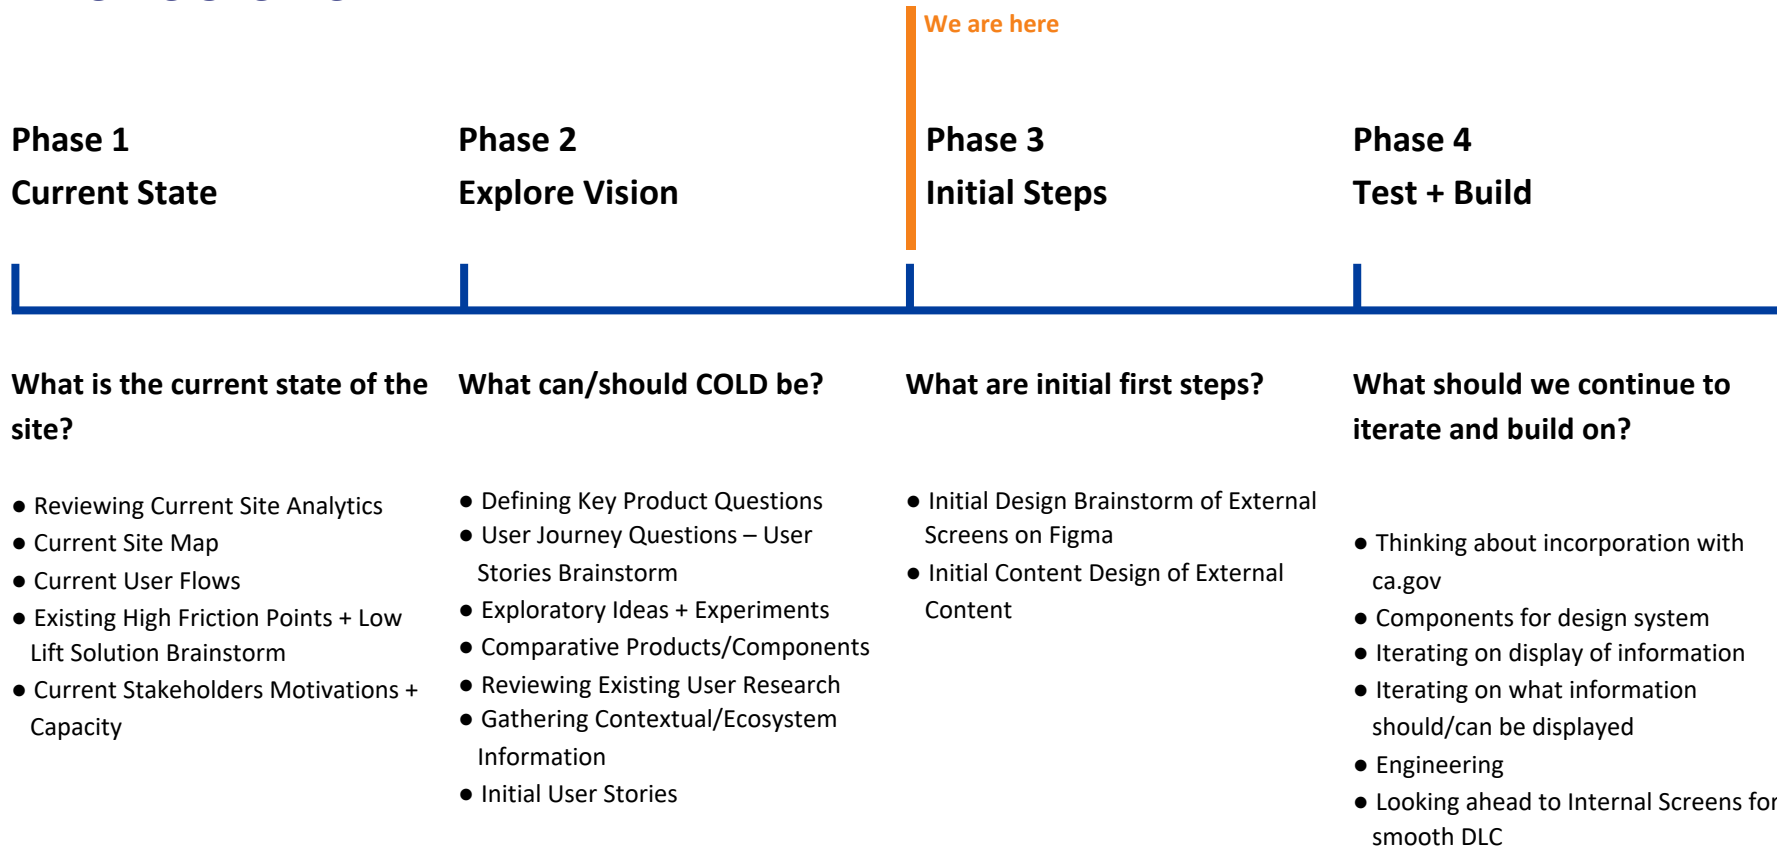 We are here
Phase 1
Current State
Phase 2
Explore Vision
Phase 3
Initial Steps
Phase 4
Test + Build
What is the current state of the
site?
● Reviewing Current Site Analytics
● Current Site Map
● Current User Flows
● Existing High Friction Points + Low
Lift Solution Brainstorm
● Current Stakeholders Motivations +
Capacity
What can/should COLD be?
● Defining Key Product Questions
● User Journey Questions – User
Stories Brainstorm
● Exploratory Ideas + Experiments
● Comparative Products/Components
● Reviewing Existing User Research
● Gathering Contextual/Ecosystem
Information
● Initial User Stories
What are initial first steps?
● Initial Design Brainstorm of External
Screens on Figma
● Initial Content Design of External
Content
What should we continue to
iterate and build on?
● Thinking about incorporation with
ca.gov
● Components for design system
● Iterating on display of information
● Iterating on what information
should/can be displayed
● Engineering
● Looking ahead to Internal Screens for
smooth DLC